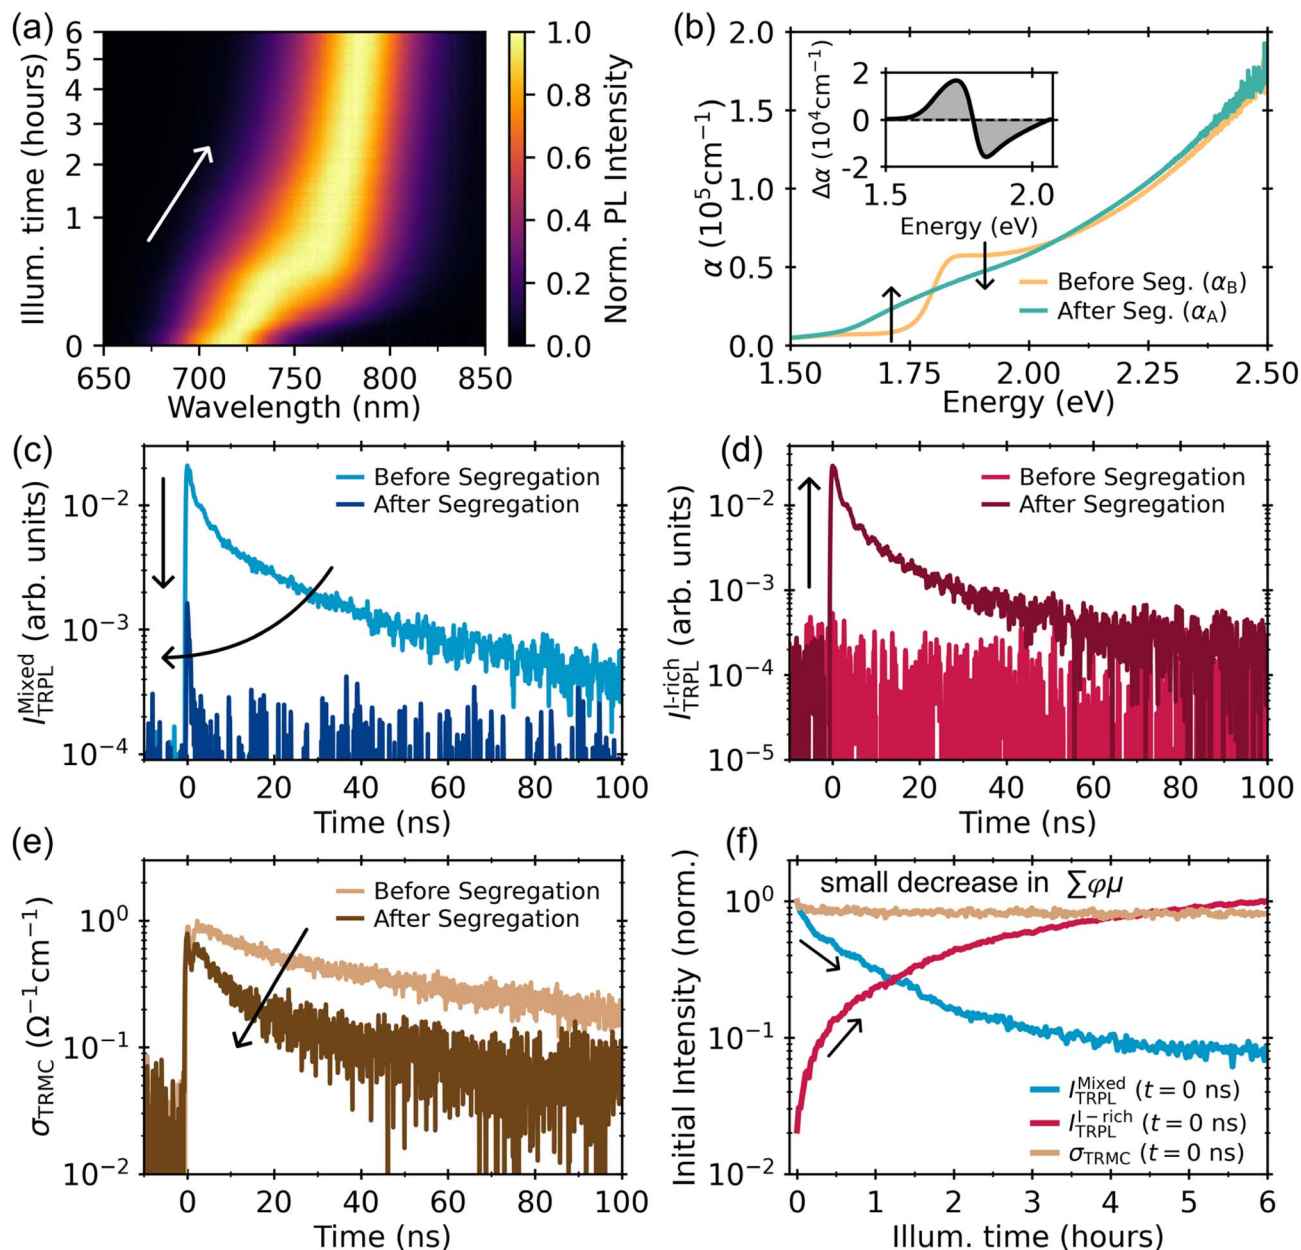 (a)
6
5
4
3
2
1
0
Illum. time (hours)
650 700 750 800 850
Wavelength (nm)
1.0
0.8
0.6
0.4
0.2
0.0
Norm. PL Intensity
(b)
2.0
1.5
1.0
0.5
0.0
α (10⁵cm⁻¹)
2
0
-2
Δα (10⁴cm⁻¹)
1.5 2.0
Energy (eV)
Before Seg. (α_B)
After Seg. (α_A)
1.50 1.75 2.00 2.25 2.50
Energy (eV)
(c)
Before Segregation
After Segregation
10⁻²
10⁻³
10⁻⁴
I_TRPL^Mixed (arb. units)
0 20 40 60 80 100
Time (ns)
(d)
Before Segregation
After Segregation
10⁻²
10⁻³
10⁻⁴
10⁻⁵
I_TRPL^I-rich (arb. units)
0 20 40 60 80 100
Time (ns)
(e)
Before Segregation
After Segregation
10⁰
10⁻¹
10⁻²
σ_TRMC (Ω⁻¹cm⁻¹)
0 20 40 60 80 100
Time (ns)
(f)
small decrease in ∑φμ
10⁰
10⁻¹
10⁻²
Initial Intensity (norm.)
I_TRPL^Mixed (t = 0 ns)
I_TRPL^I−rich (t = 0 ns)
σ_TRMC (t = 0 ns)
0 1 2 3 4 5 6
Illum. time (hours)